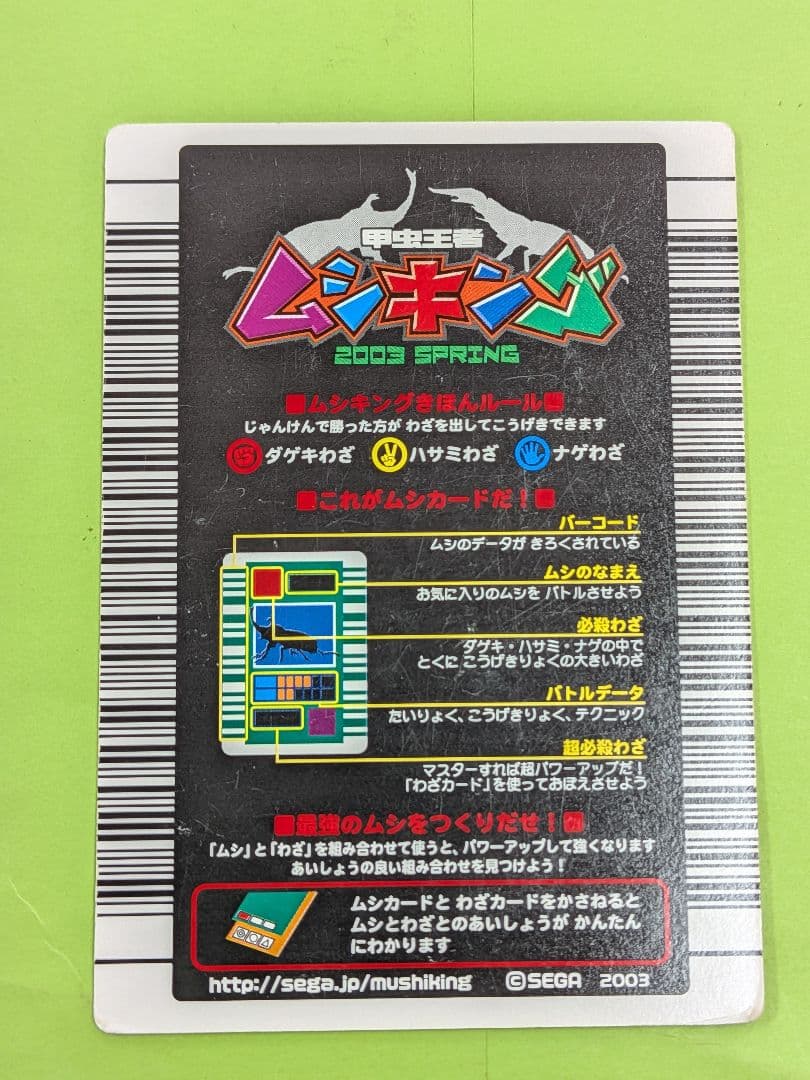 甲虫王者
ムシキング
2003 SPRING
■ムシキングきほんルール■
じゃんけんで勝った方が わざを出してこうげきできます
ダゲキわざ ハサミわざ ナゲわざ
■これがムシカードだ！■
バーコード
ムシのデータが きろくされている
ムシのなまえ
お気に入りのムシを バトルさせよう
必殺わざ
ダゲキ・ハサミ・ナゲの中で
とくに こうげきりょくの大きいわざ
バトルデータ
たいりょく、こうげきりょく、テクニック
超必殺わざ
マスターすれば超パワーアップだ！
「わざカード」を使っておぼえさせよう
■最強のムシをつくりだせ！■
「ムシ」と「わざ」を組み合わせて使うと、パワーアップして強くなります
あいしょうの良い組み合わせを見つけよう！
ムシカードと わざカードをかさねると
ムシとわざとのあいしょうが かんたん
にわかります
http://sega.jp/mushiking ©SEGA 2003